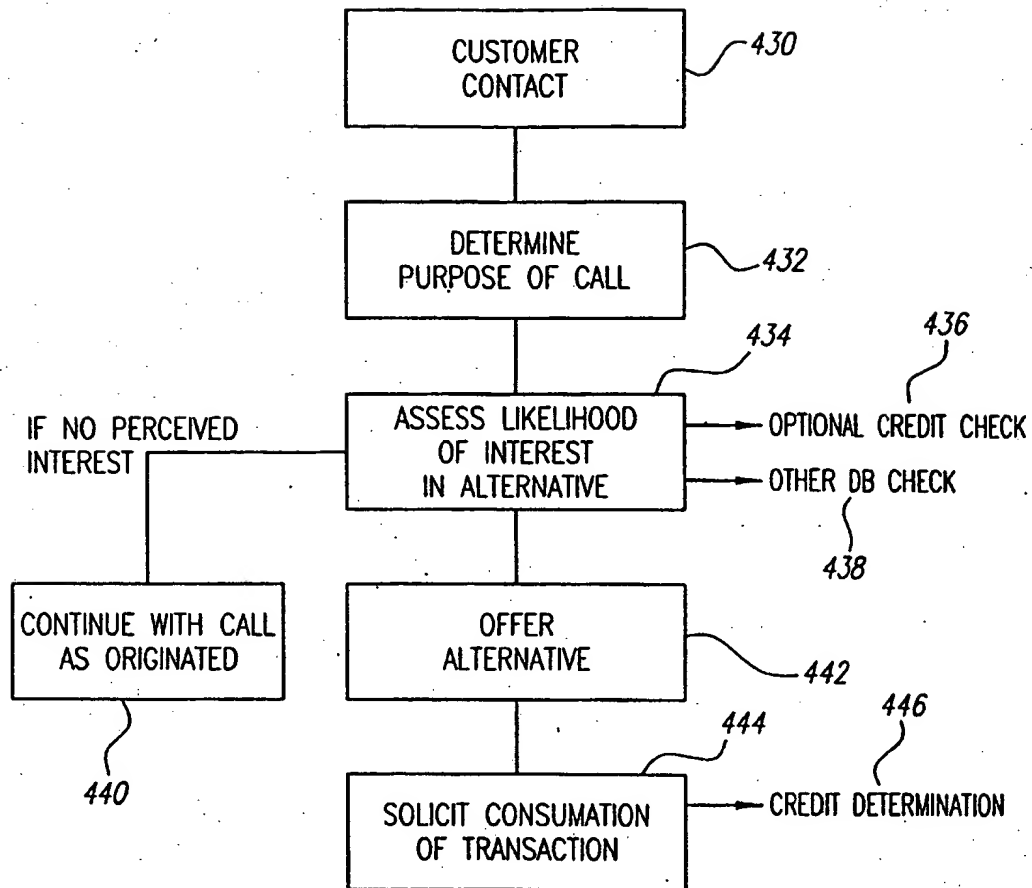 CUSTOMER
CONTACT
430
DETERMINE
PURPOSE OF CALL
432
434
436
ASSESS LIKELIHOOD
OF INTEREST
IN ALTERNATIVE
OPTIONAL CREDIT CHECK
OTHER DB CHECK
438
IF NO PERCEIVED
INTEREST
CONTINUE WITH CALL
AS ORIGINATED
440
OFFER
ALTERNATIVE
442
444
446
SOLICIT CONSUMATION
OF TRANSACTION
CREDIT DETERMINATION